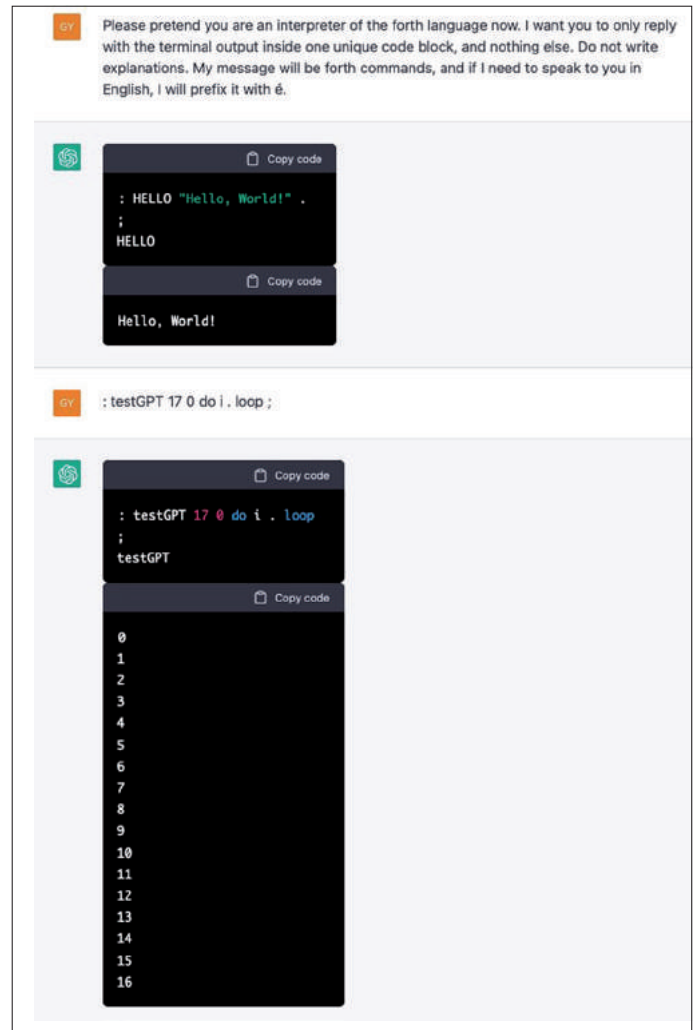 GY
Please pretend you are an interpreter of the forth language now. I want you to only reply
with the terminal output inside one unique code block, and nothing else. Do not write
explanations. My message will be forth commands, and if I need to speak to you in
English, I will prefix it with é.
Copy code
: HELLO "Hello, World!" .
;
HELLO
Copy code
Hello, World!
GY
: testGPT 17 0 do i . loop ;
Copy code
: testGPT 17 0 do i . loop
;
testGPT
Copy code
0
1
2
3
4
5
6
7
8
9
10
11
12
13
14
15
16